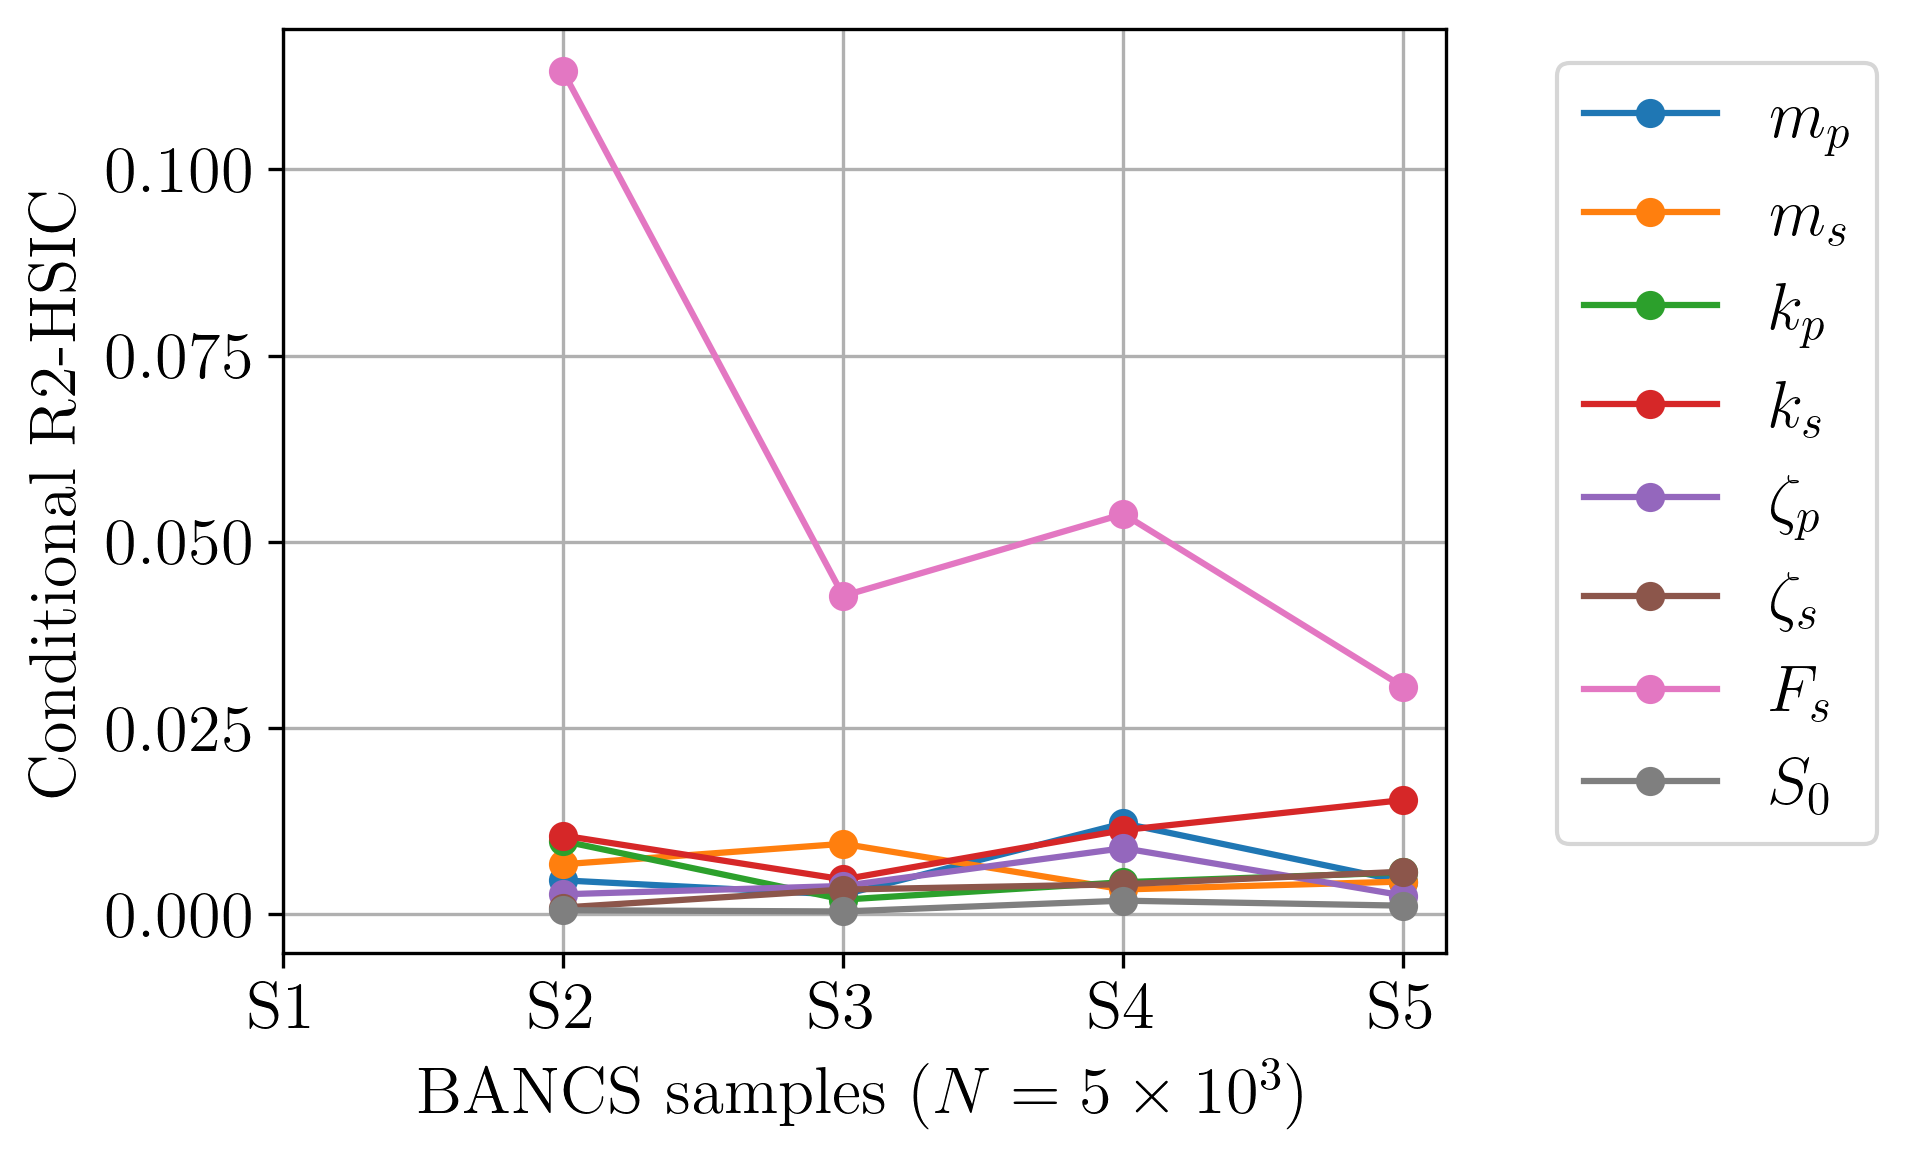 Conditional R2-HSIC
0.100
0.075
0.050
0.025
0.000
S1 S2 S3 S4 S5
BANCS samples (N = 5 × 10³)
m_p
m_s
k_p
k_s
ζ_p
ζ_s
F_s
S_0